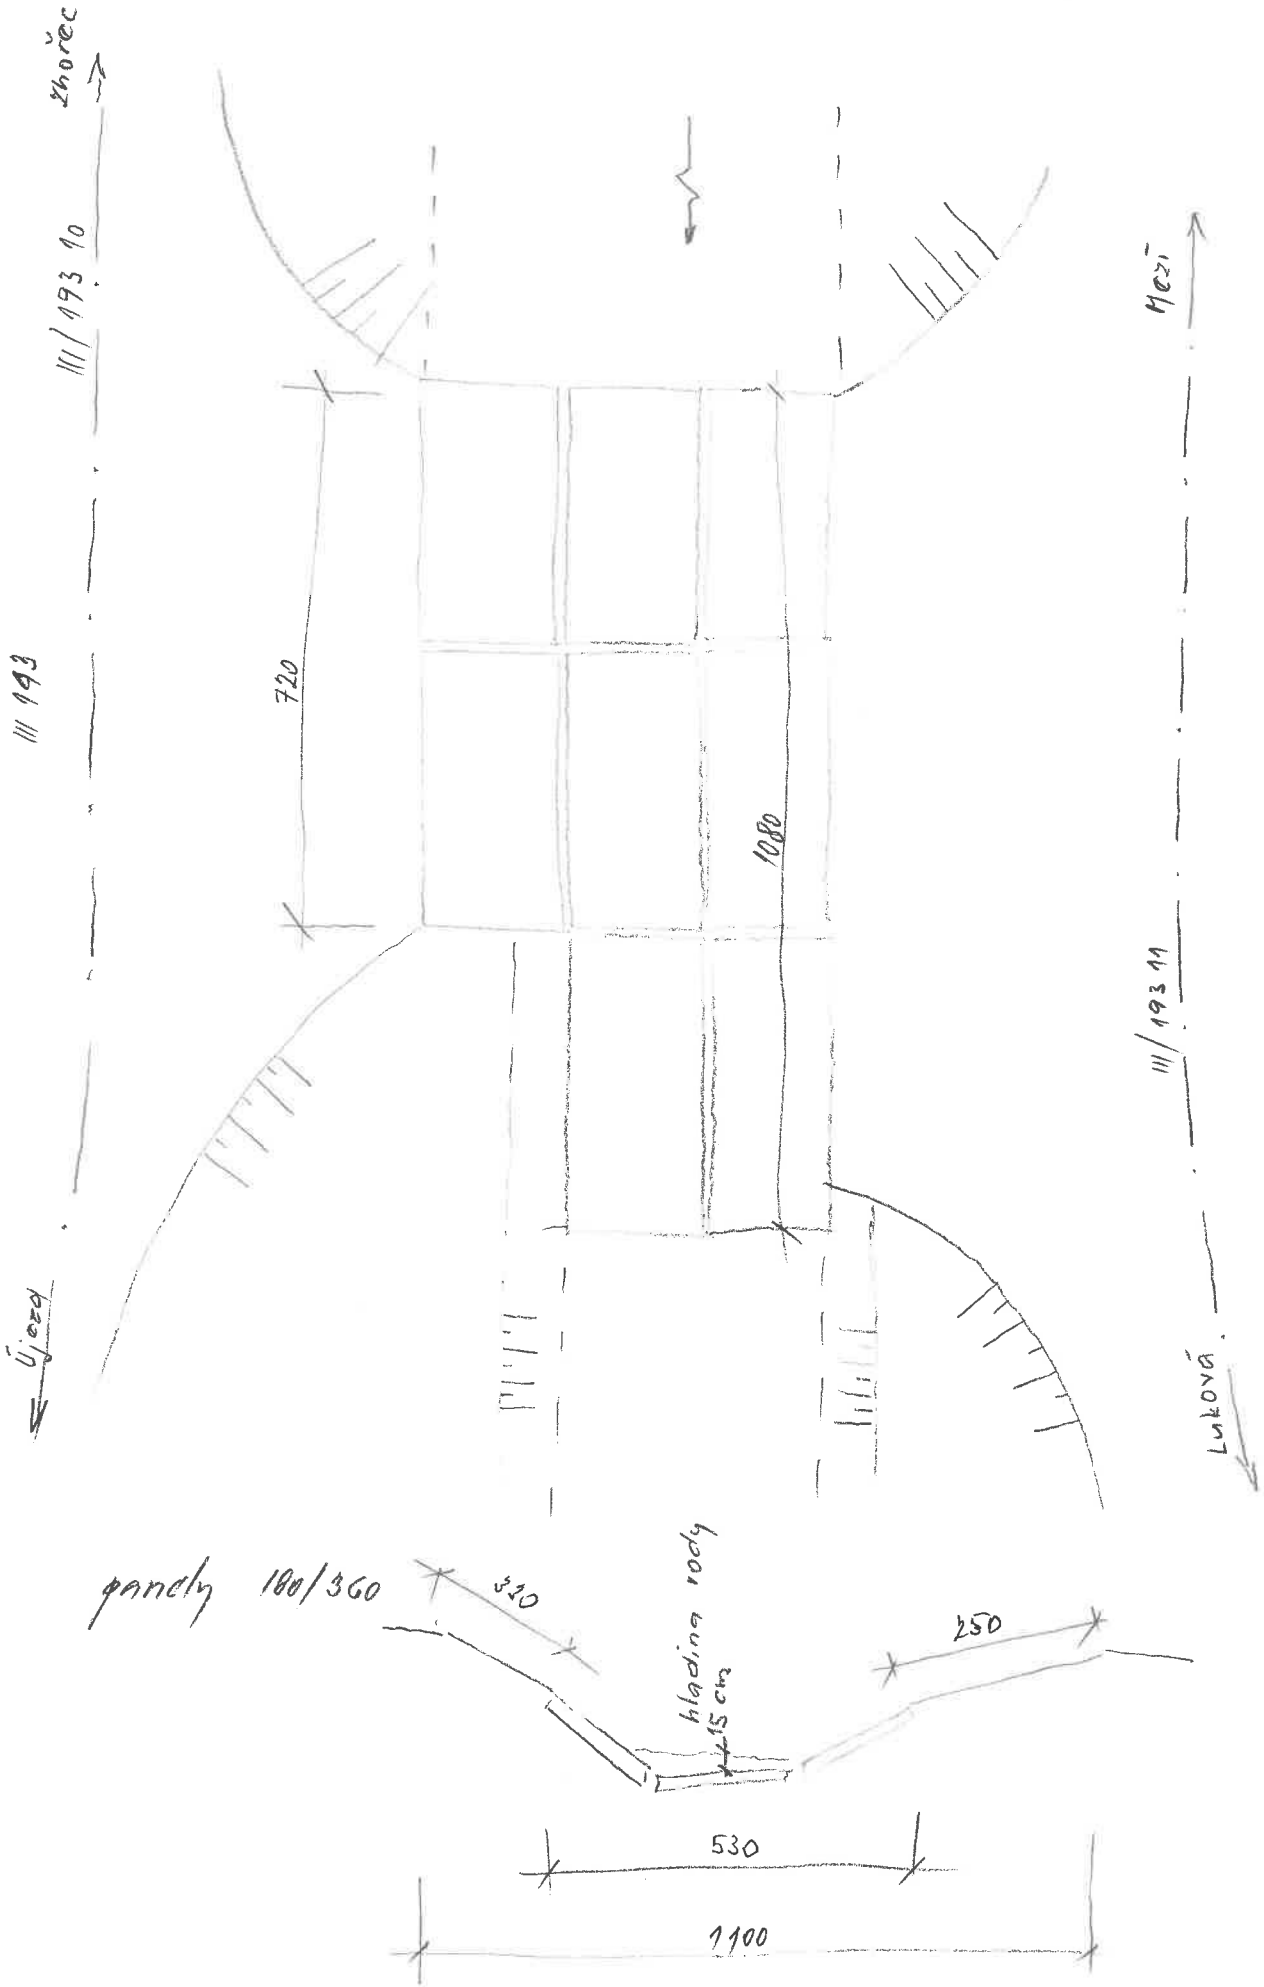 Zhořec
III/193 10
III 193
Újezd
720
1080
Mezí
III/193 11
Luková
panely 180/360
320
hladina vody
15 cm
250
530
1100